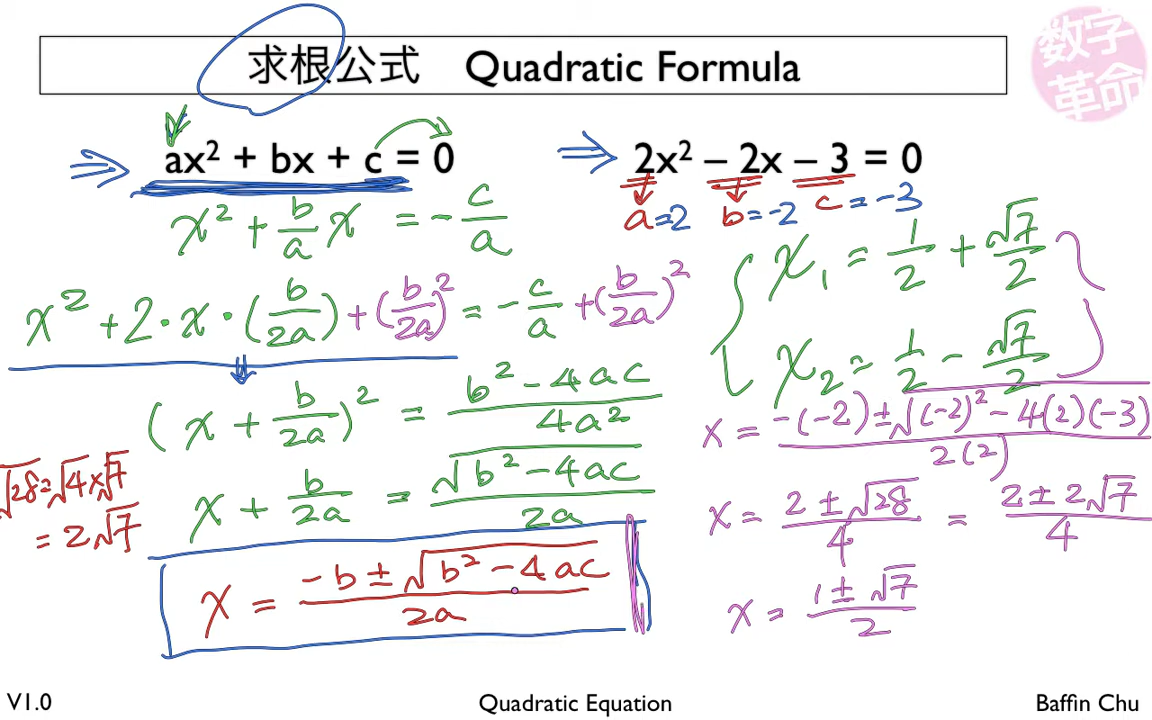 求根公式 Quadratic Formula
数字
革命
ax² + bx + c = 0
x² + b/a x = - c/a
x² + 2·x·(b/2a) + (b/2a)² = - c/a + (b/2a)²
(x + b/2a)² = b² - 4ac / 4a²
x + b/2a = √(b² - 4ac) / 2a
√28 = √4 × √7
= 2√7
x = -b ± √(b² - 4ac) / 2a
2x² – 2x – 3 = 0
a = 2 b = -2 c = -3
x₁ = 1/2 + √7/2
x₂ = 1/2 - √7/2
x = -(-2) ± √((-2)² - 4(2)(-3)) / 2(2)
x = 2 ± √28 / 4 = 2 ± 2√7 / 4
x = 1 ± √7 / 2
V1.0 Quadratic Equation Baffin Chu